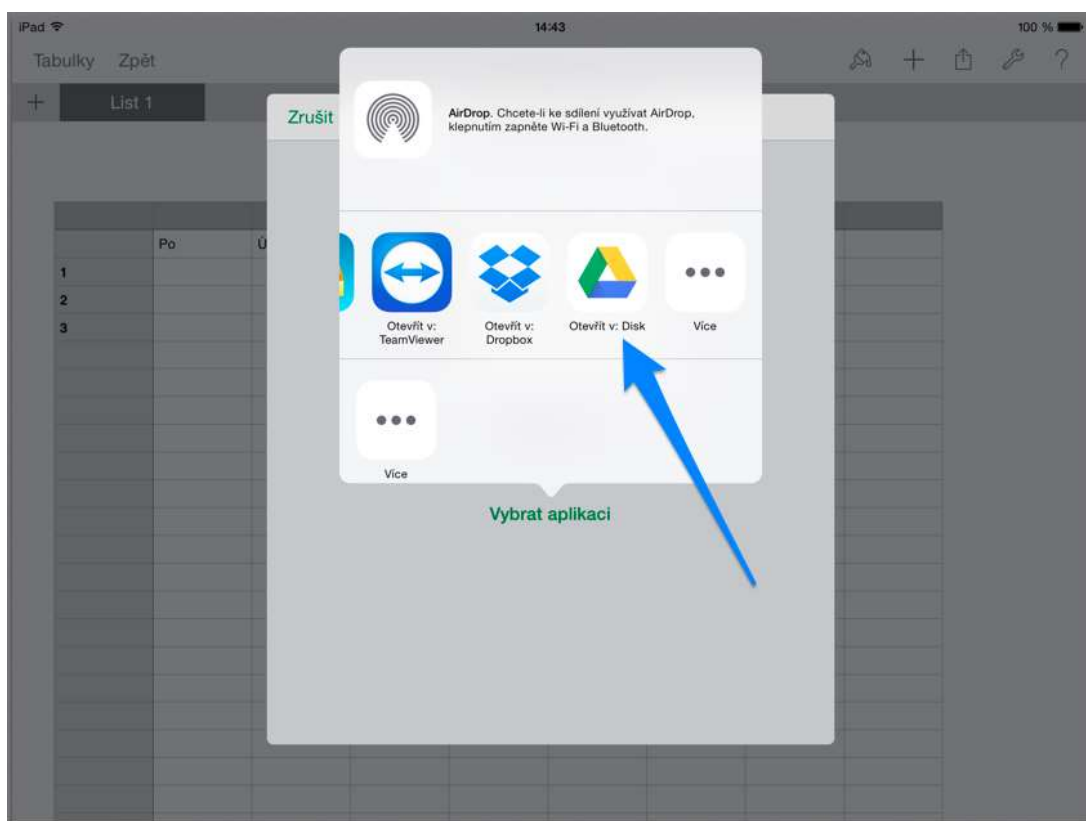 iPad 14:43 100 %
Tabulky Zpět
List 1
Zrušit
AirDrop. Chcete-li ke sdílení využívat AirDrop,
klepnutím zapněte Wi-Fi a Bluetooth.
Po Ú
1
2
3
Otevřít v:
TeamViewer
Otevřít v:
Dropbox
Otevřít v: Disk
Více
Více
Vybrat aplikaci